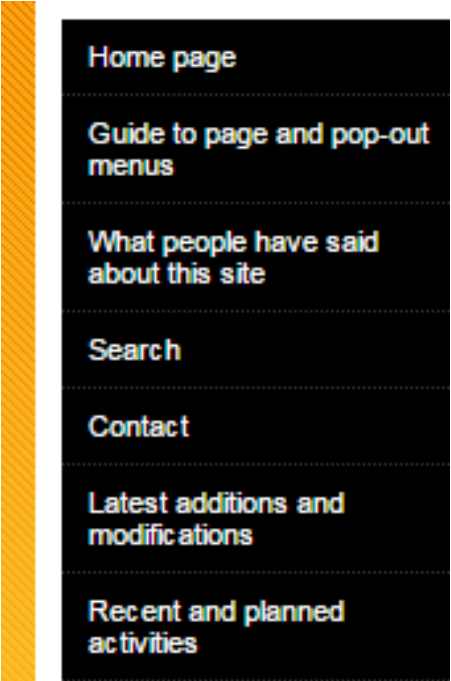 Home page
Guide to page and pop-out
menus
What people have said
about this site
Search
Contact
Latest additions and
modifications
Recent and planned
activities